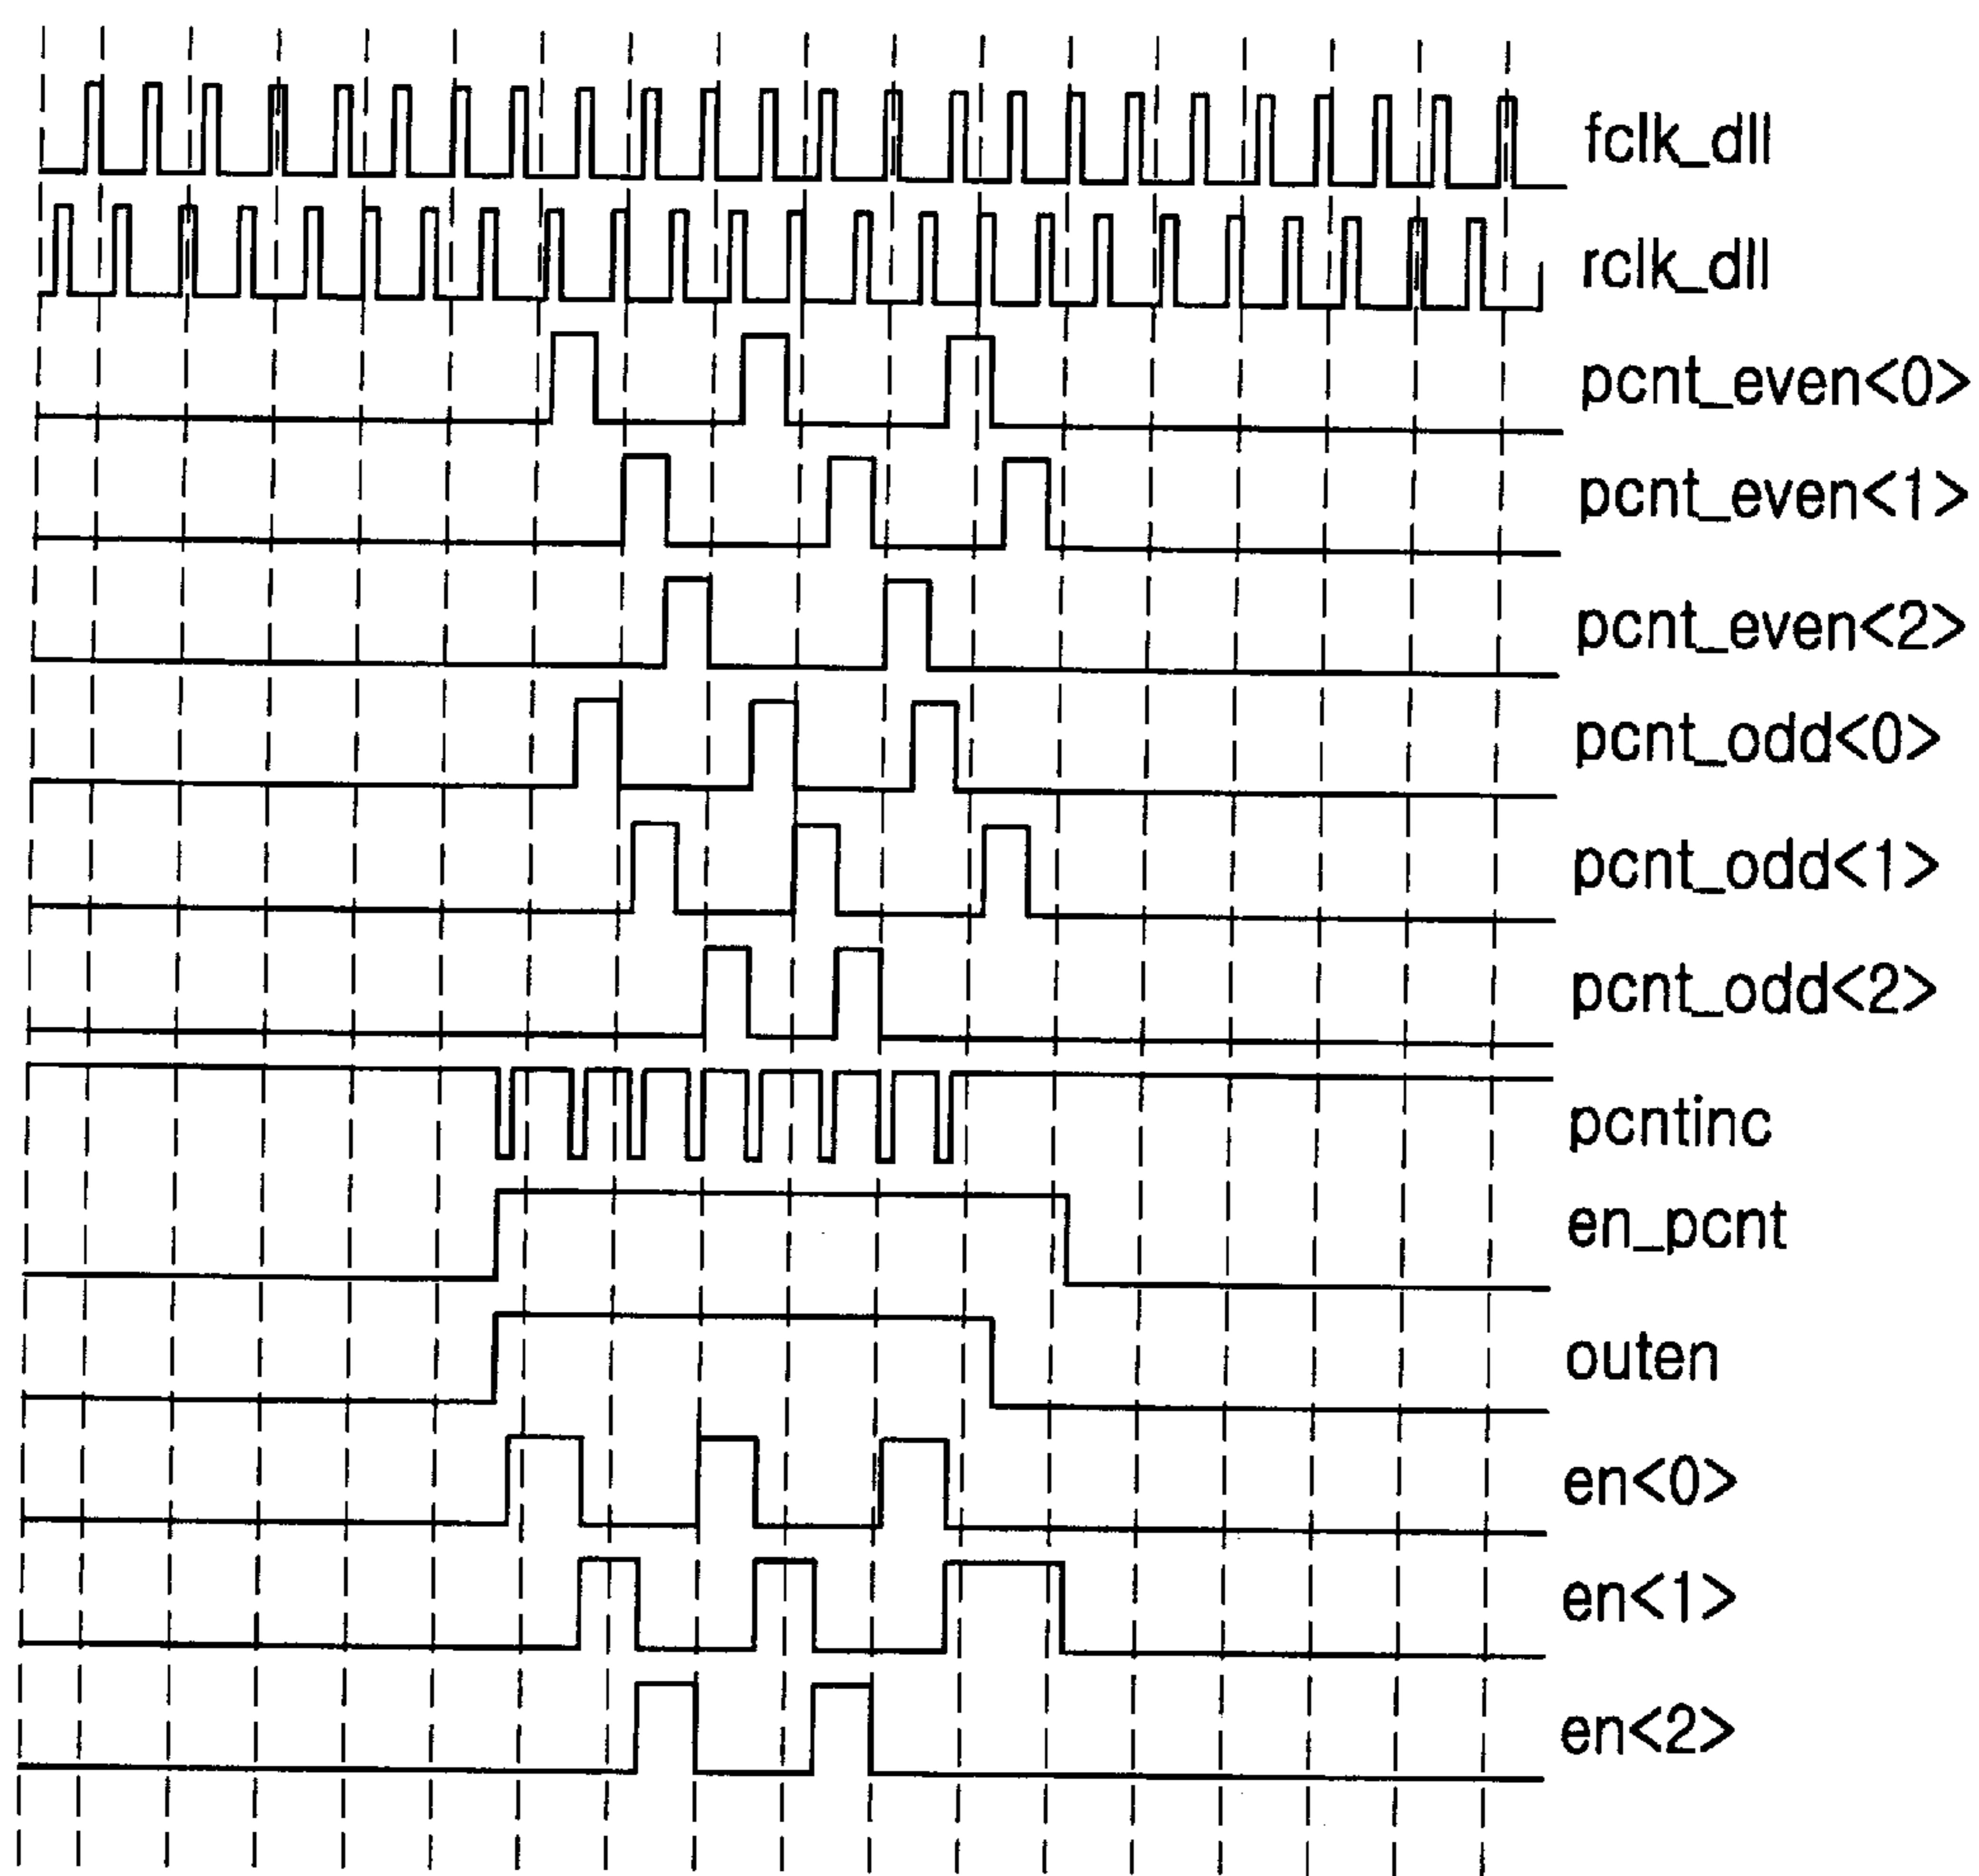 fclk_dll
rclk_dll
pcnt_even<0>
pcnt_even<1>
pcnt_even<2>
pcnt_odd<0>
pcnt_odd<1>
pcnt_odd<2>
pcntinc
en_pcnt
outen
en<0>
en<1>
en<2>